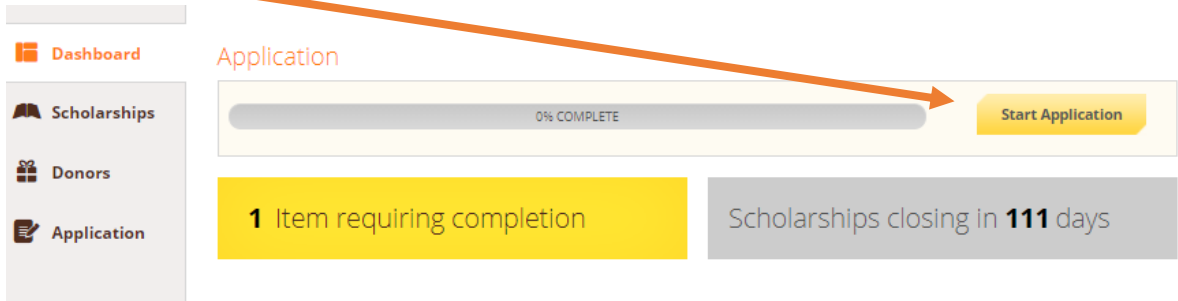 Dashboard
Scholarships
Donors
Application
Application
0% COMPLETE
Start Application
1 Item requiring completion
Scholarships closing in 111 days